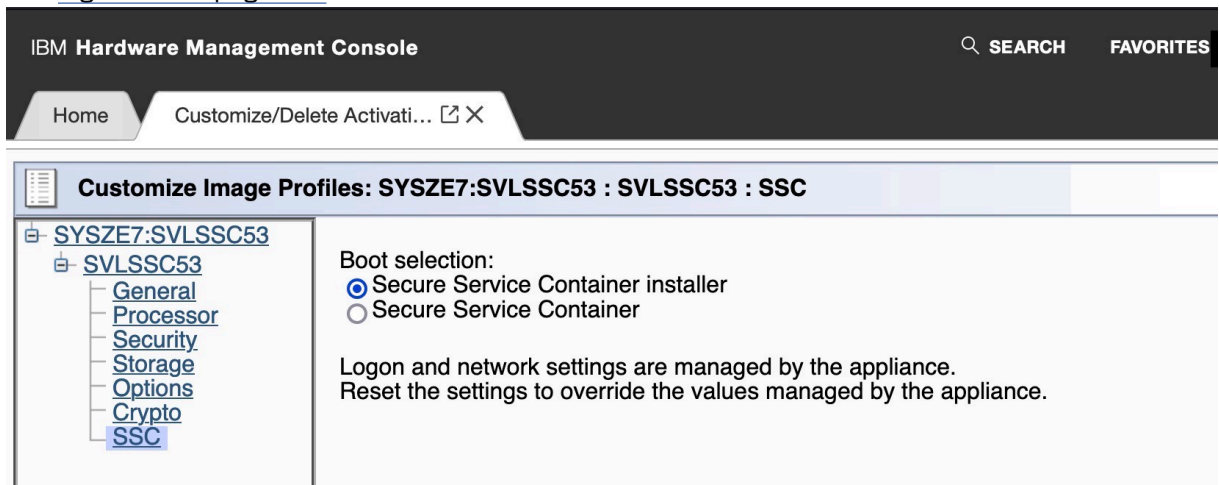 IBM Hardware Management Console
SEARCH
FAVORITES
Home
Customize/Delete Activati...
Customize Image Profiles: SYSZE7:SVLSSC53 : SVLSSC53 : SSC
SYSZE7:SVLSSC53
SVLSSC53
General
Processor
Security
Storage
Options
Crypto
SSC
Boot selection:
Secure Service Container installer
Secure Service Container
Logon and network settings are managed by the appliance.
Reset the settings to override the values managed by the appliance.